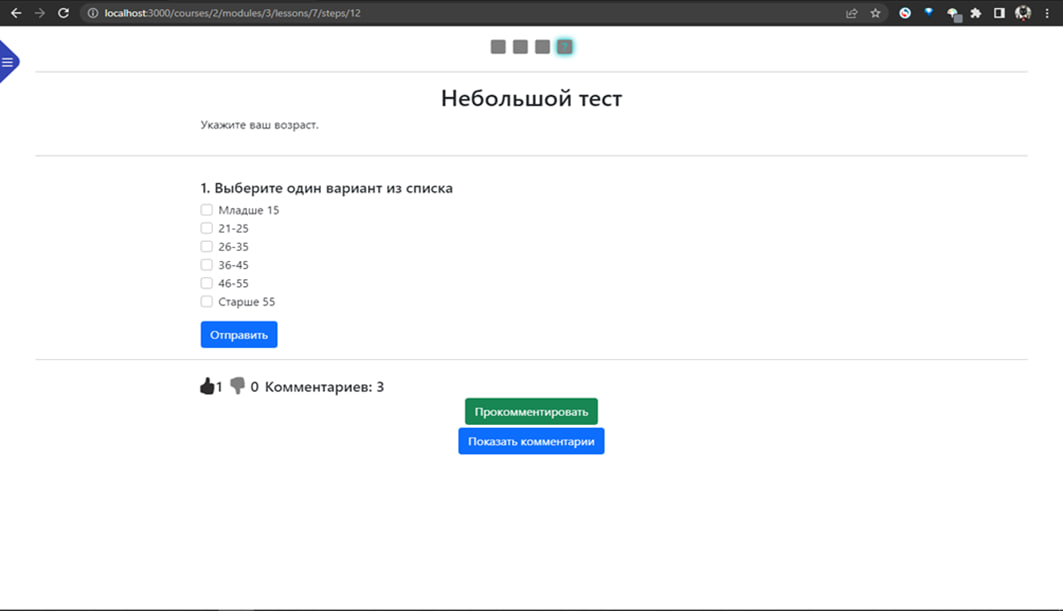 localhost:3000/courses/2/modules/3/lessons/7/steps/12
?
Небольшой тест
Укажите ваш возраст.
1. Выберите один вариант из списка
Младше 15
21-25
26-35
36-45
46-55
Старше 55
Отправить
1 0 Комментариев: 3
Прокомментировать
Показать комментарии